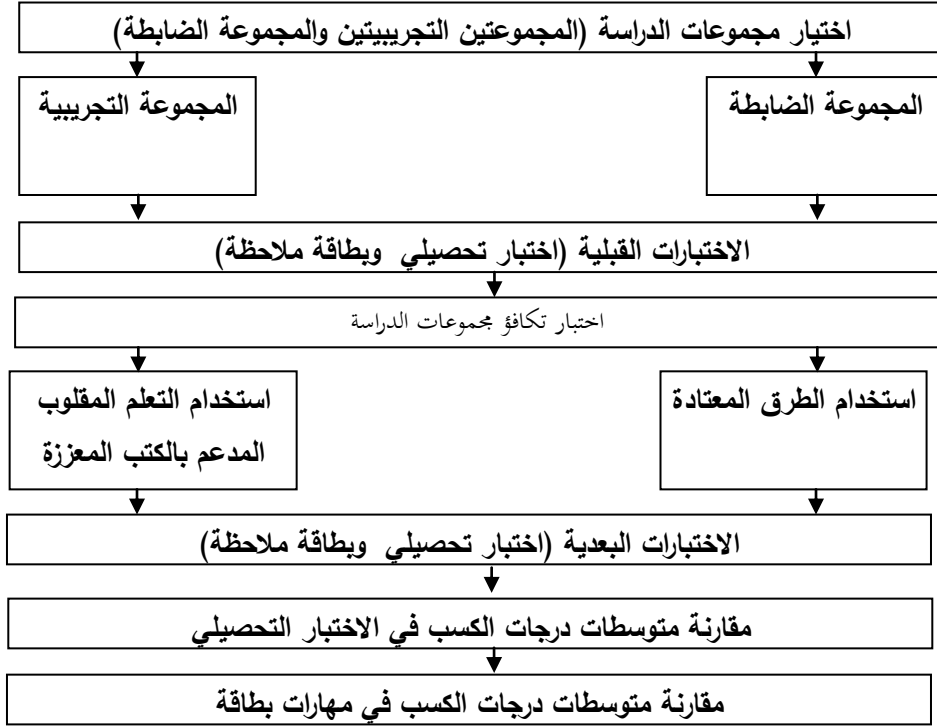 اختيار مجموعات الدراسة (المجموعتين التجريبيتين والمجموعة الضابطة)
المجموعة الضابطة
المجموعة التجريبية
الاختبارات القبلية (اختبار تحصيلي وبطاقة ملاحظة)
اختبار تكافؤ مجموعات الدراسة
استخدام الطرق المعتادة
استخدام التعلم المقلوب
المدعم بالكتب المعززة
الاختبارات البعدية (اختبار تحصيلي وبطاقة ملاحظة)
مقارنة متوسطات درجات الكسب في الاختبار التحصيلي
مقارنة متوسطات درجات الكسب في مهارات بطاقة